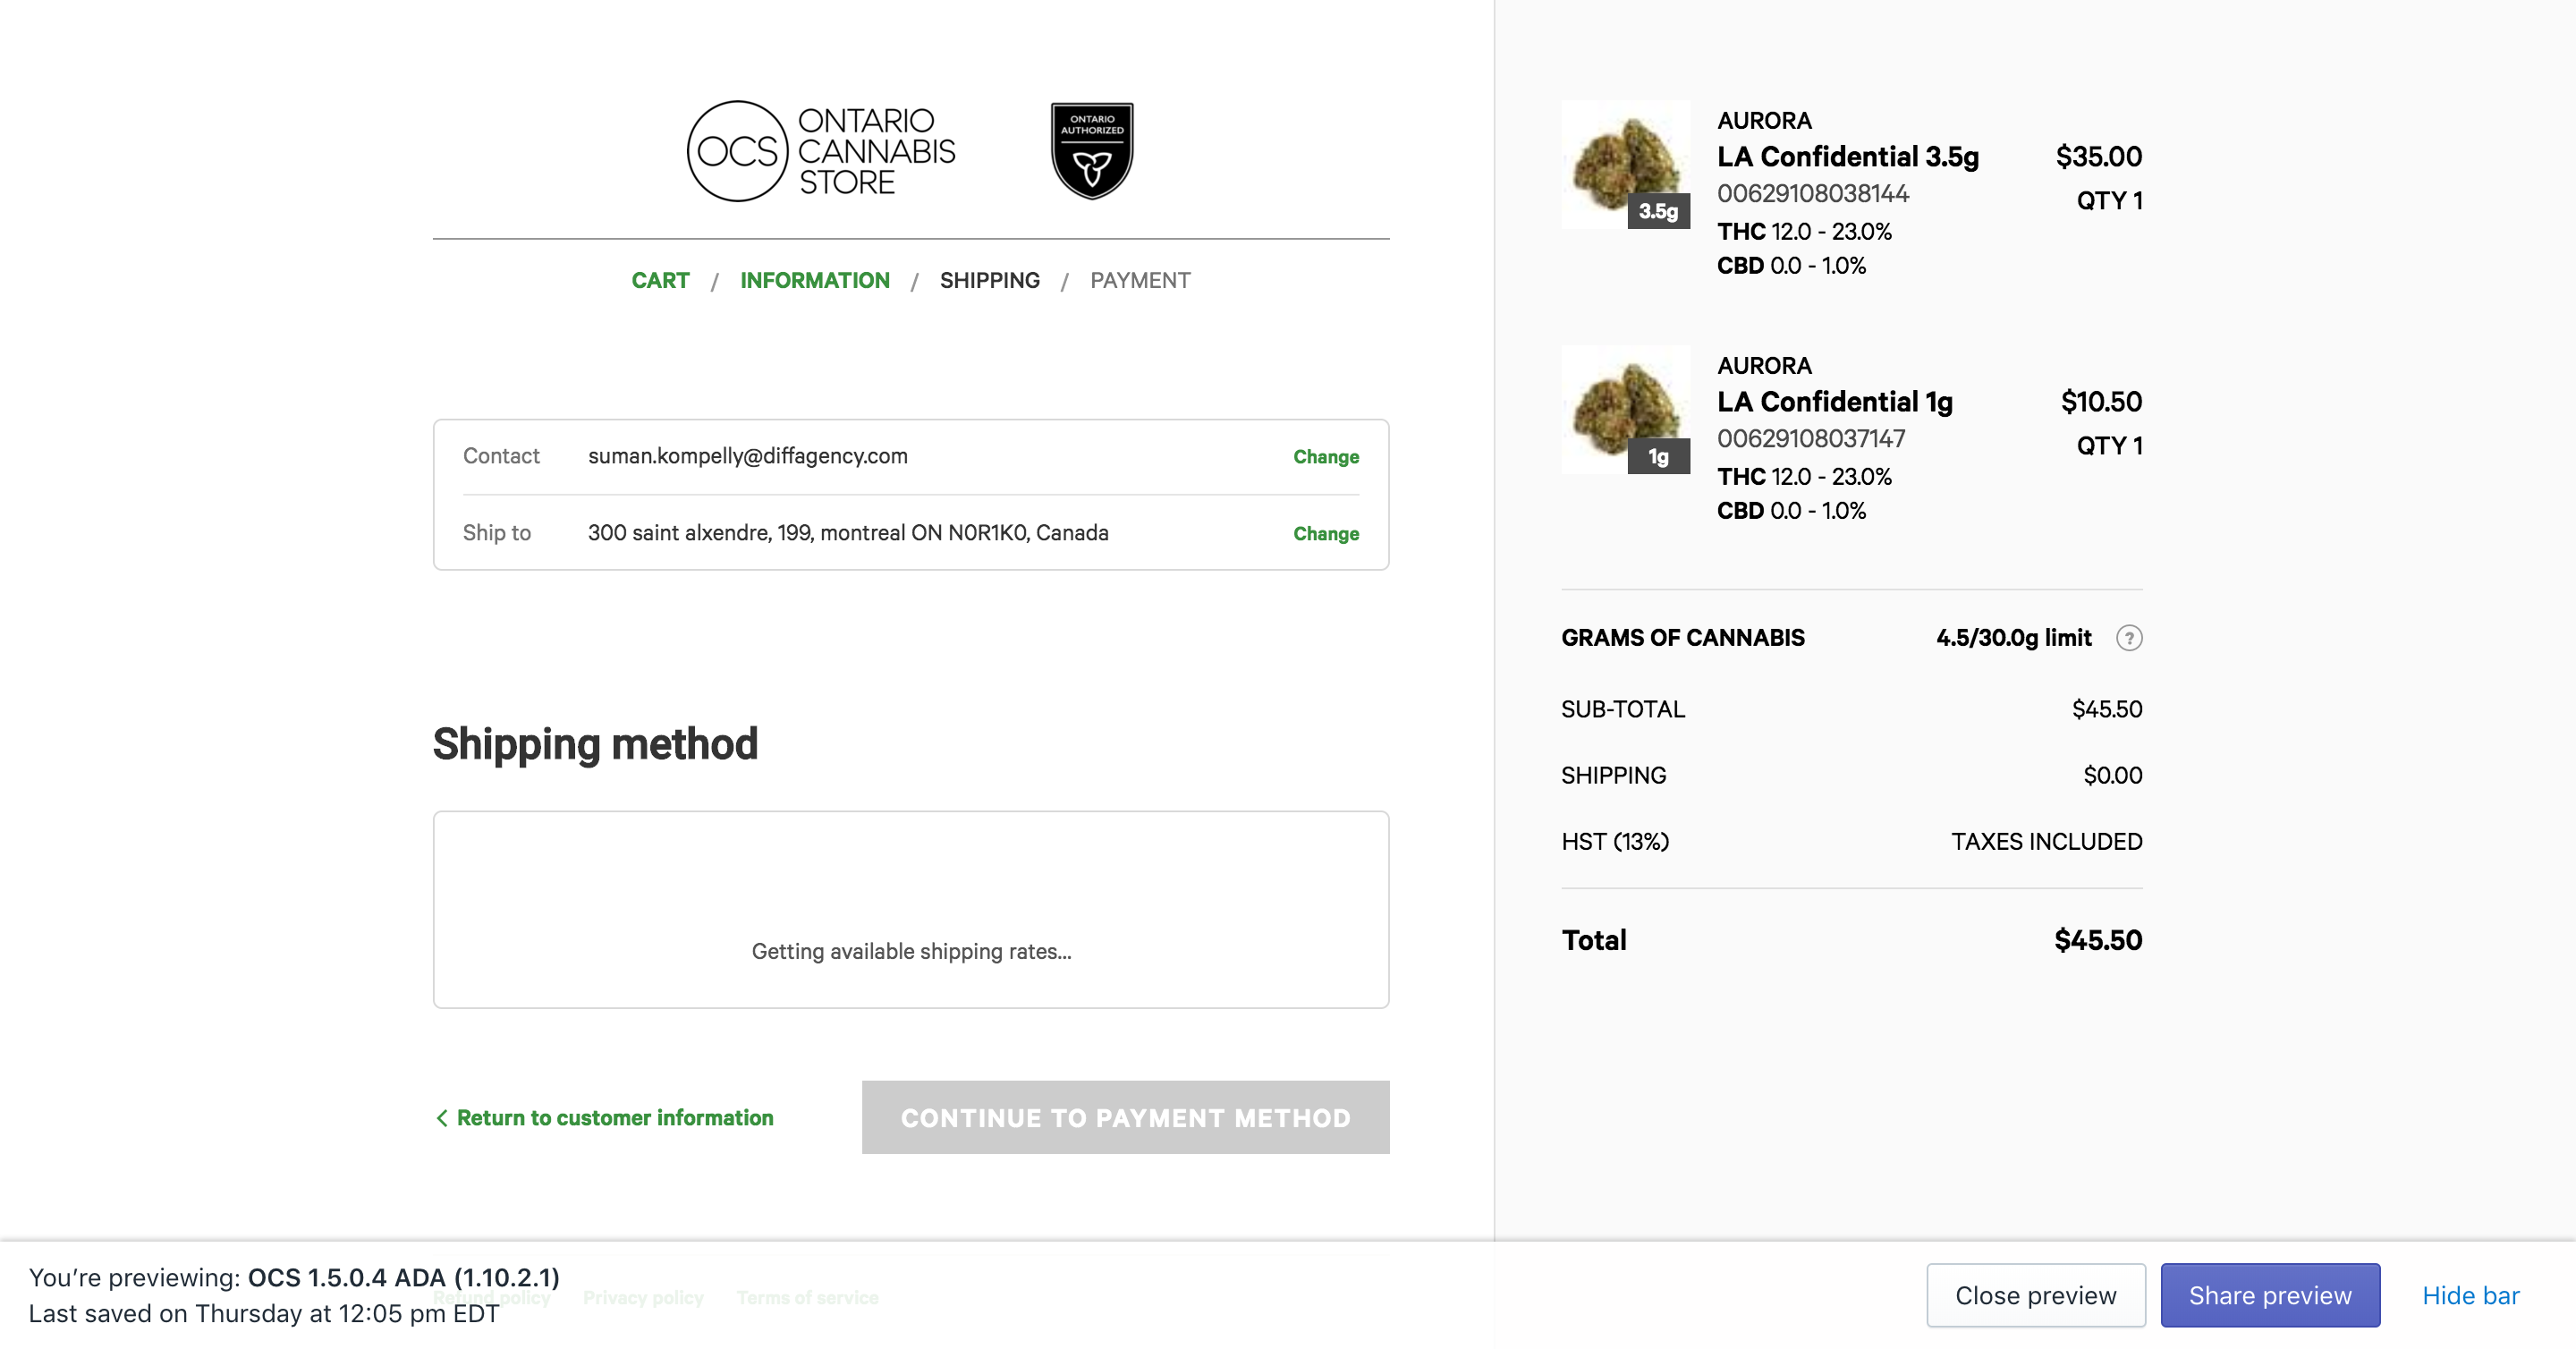 OCS ONTARIO
CANNABIS
STORE
ONTARIO
AUTHORIZED
CART / INFORMATION / SHIPPING / PAYMENT
Contact suman.kompelly@diffagency.com Change
Ship to 300 saint alxendre, 199, montreal ON N0R1K0, Canada Change
Shipping method
Getting available shipping rates...
Return to customer information
CONTINUE TO PAYMENT METHOD
AURORA
LA Confidential 3.5g $35.00
00629108038144
QTY 1
THC 12.0 - 23.0%
CBD 0.0 - 1.0%
3.5g
AURORA
LA Confidential 1g $10.50
00629108037147
QTY 1
THC 12.0 - 23.0%
CBD 0.0 - 1.0%
1g
GRAMS OF CANNABIS 4.5/30.0g limit ?
SUB-TOTAL $45.50
SHIPPING $0.00
HST (13%) TAXES INCLUDED
Total $45.50
You’re previewing: OCS 1.5.0.4 ADA (1.10.2.1)
Refund policy Privacy policy Terms of service
Last saved on Thursday at 12:05 pm EDT
Close preview Share preview Hide bar